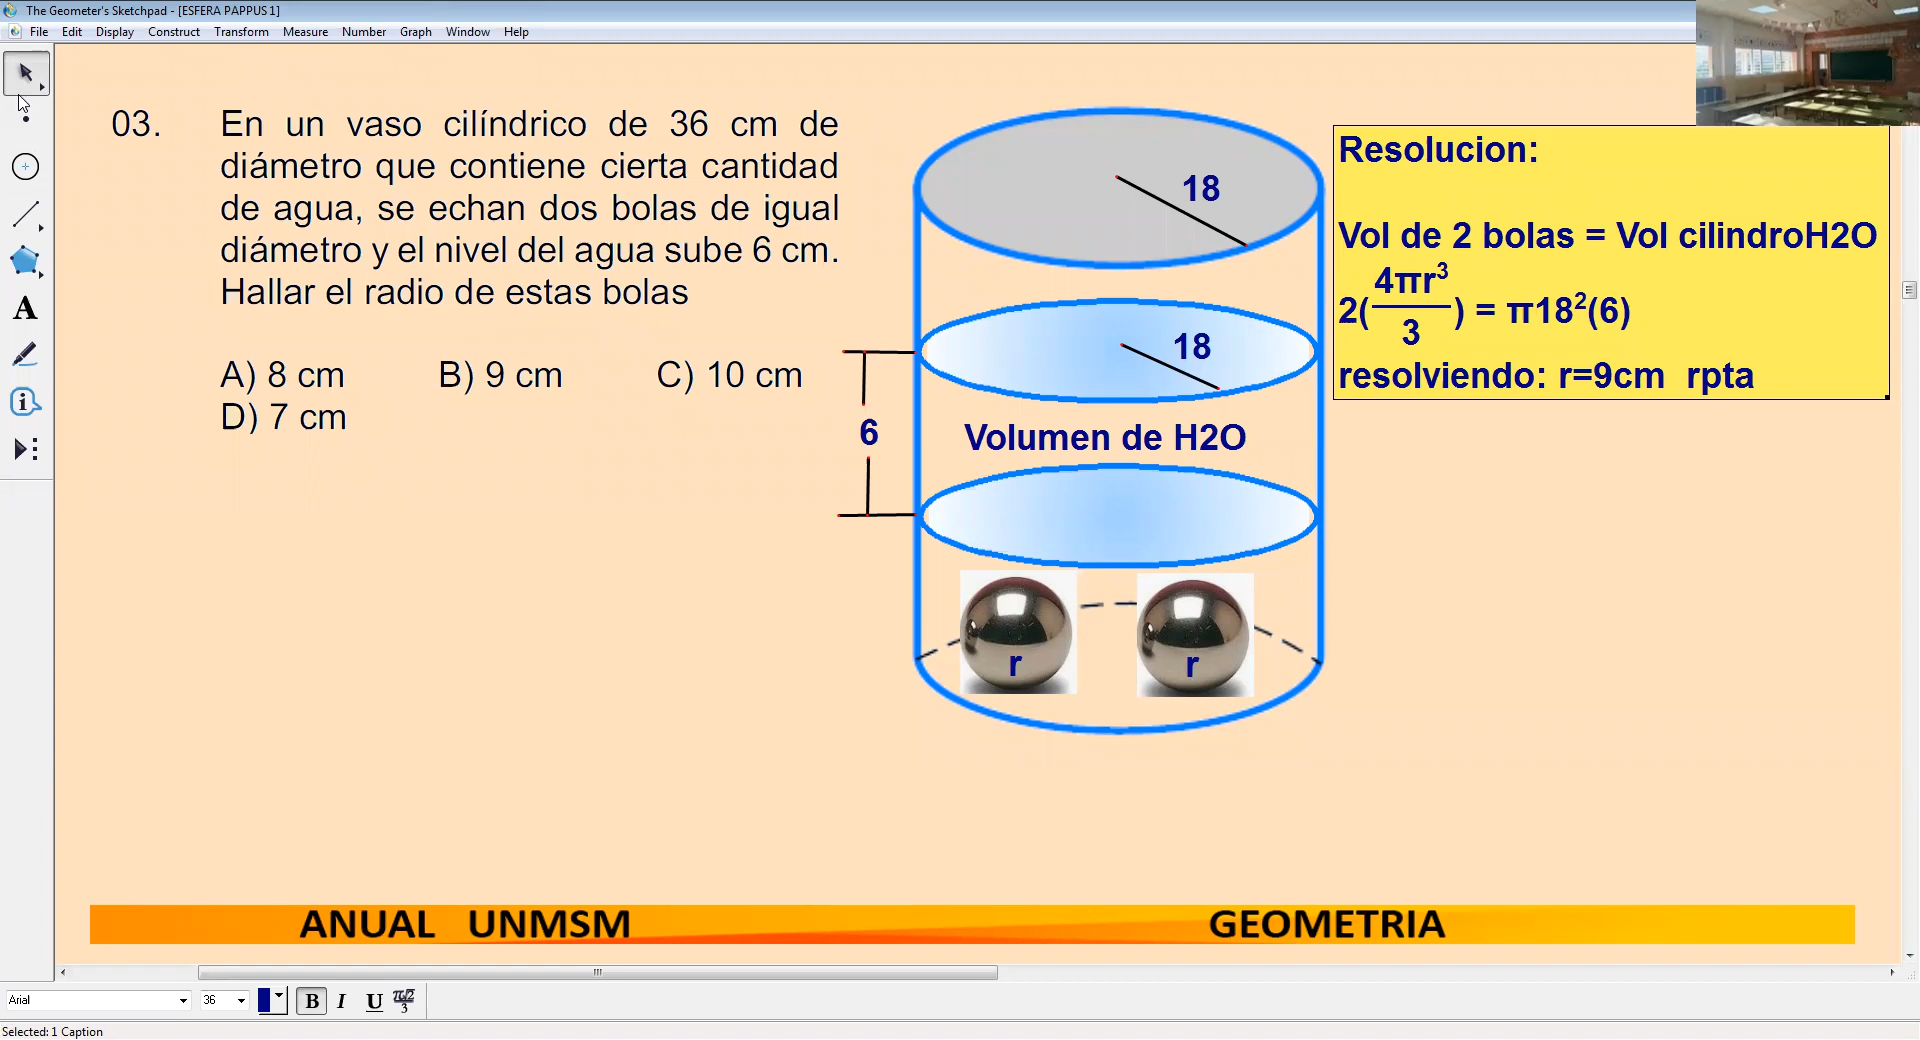 The Geometer's Sketchpad - [ESFERA PAPPUS 1]
File Edit Display Construct Transform Measure Number Graph Window Help
03. En un vaso cilíndrico de 36 cm de
diámetro que contiene cierta cantidad
de agua, se echan dos bolas de igual
diámetro y el nivel del agua sube 6 cm.
Hallar el radio de estas bolas
A) 8 cm B) 9 cm C) 10 cm
D) 7 cm
18
18
6
Volumen de H2O
r r
Resolucion:
Vol de 2 bolas = Vol cilindroH2O
2(4πr³/3) = π18²(6)
resolviendo: r=9cm rpta
ANUAL UNMSM GEOMETRIA
A
Arial 36 B I U
Selected: 1 Caption